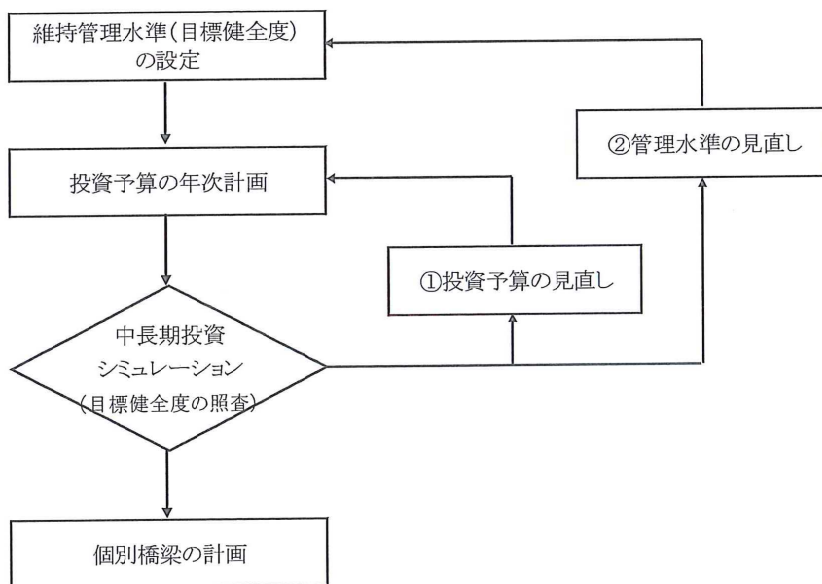 維持管理水準(目標健全度)
の設定
②管理水準の見直し
投資予算の年次計画
①投資予算の見直し
中長期投資
シミュレーション
(目標健全度の照査)
個別橋梁の計画